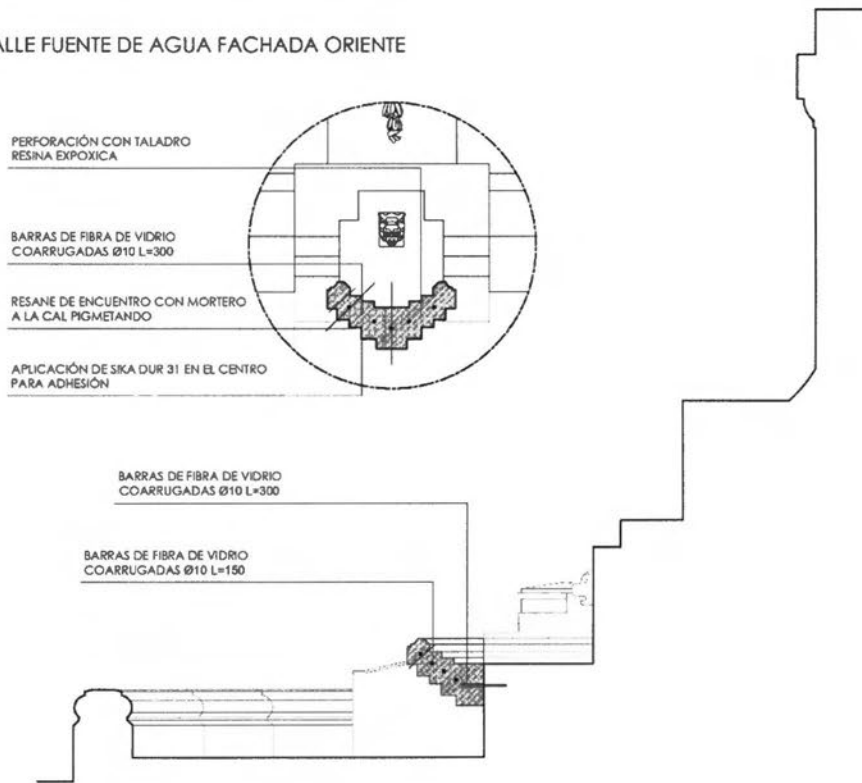 ALLE FUENTE DE AGUA FACHADA ORIENTE
PERFORACIÓN CON TALADRO
RESINA EXPOXICA
BARRAS DE FIBRA DE VIDRIO
COARRUGADAS Ø10 L=300
RESANE DE ENCUENTRO CON MORTERO
A LA CAL PIGMETANDO
APLICACIÓN DE SIKA DUR 31 EN EL CENTRO
PARA ADHESIÓN
BARRAS DE FIBRA DE VIDRIO
COARRUGADAS Ø10 L=300
BARRAS DE FIBRA DE VIDRIO
COARRUGADAS Ø10 L=150